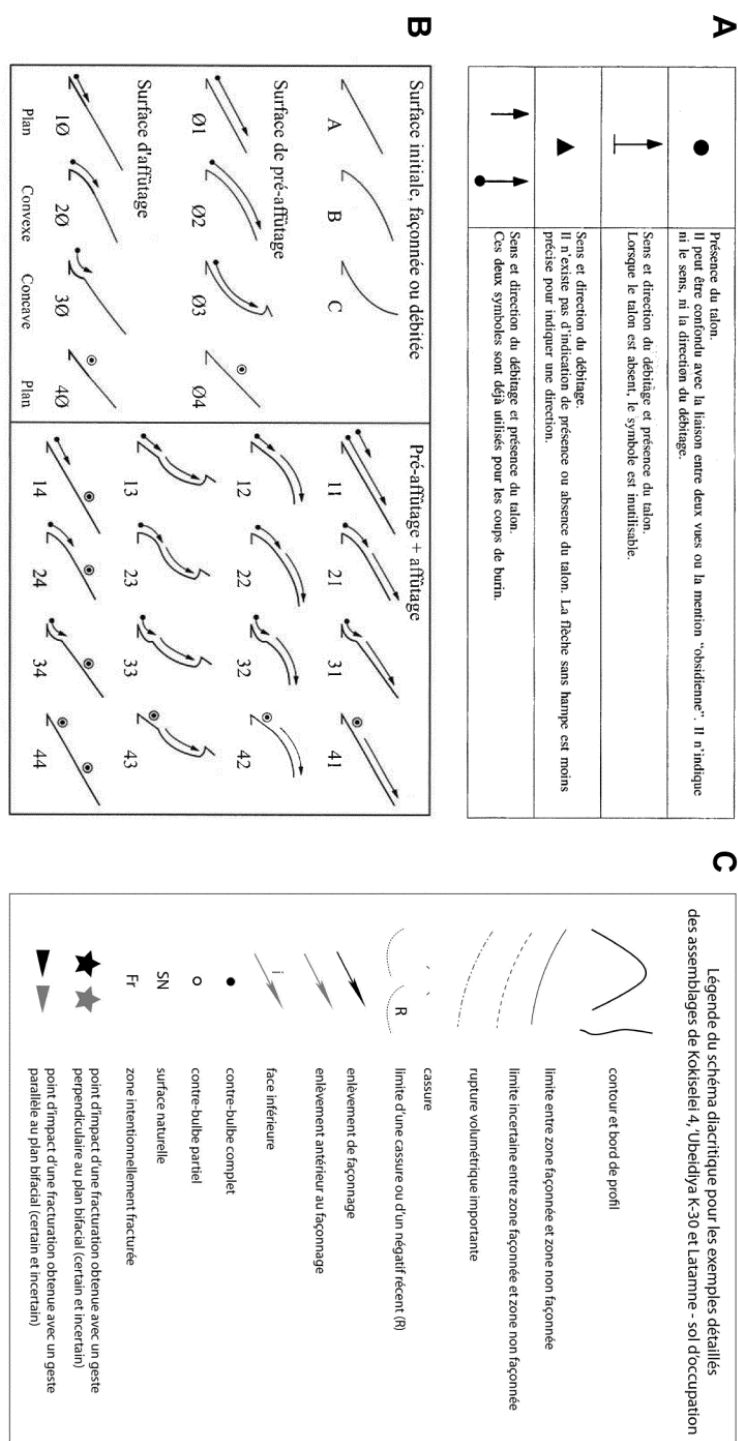 A
Présence du talon.
Il peut être confondu avec la liaison entre deux vues ou la mention "obsidienne". Il n'indique
ni le sens, ni la direction du débitage.
Sens et direction du débitage et présence du talon.
Lorsque le talon est absent, le symbole est inutilisable.
Sens et direction du débitage.
Il n'existe pas d'indication de présence ou absence du talon. La flèche sans hampe est moins
précise pour indiquer une direction.
Sens et direction du débitage et présence du talon.
Ces deux symboles sont déjà utilisés pour les coups de burin.
B
Surface initiale, façonnée ou débitée
A B C
Surface de pré-affûtage
Ø1 Ø2 Ø3 Ø4
Surface d'affûtage
1Ø 2Ø 3Ø 4Ø
Plan Convexe Concave Plan
Pré-affûtage + affûtage
11 21 31 41
12 22 32 42
13 23 33 43
14 24 34 44
C
Légende du schéma diacritique pour les exemples détaillés
des assemblages de Kokiselei 4, 'Ubeidiya K-30 et Latamne - sol d'occupation
contour et bord de profil
limite entre zone façonnée et zone non façonnée
limite incertaine entre zone façonnée et zone non façonnée
rupture volumétrique importante
cassure
R limite d'une cassure ou d'un négatif récent (R)
enlèvement de façonnage
enlèvement antérieur au façonnage
i face inférieure
contre-bulbe complet
contre-bulbe partiel
SN surface naturelle
Fr zone intentionnellement fracturée
point d'impact d'une fracturation obtenue avec un geste
perpendiculaire au plan bifacial (certain et incertain)
point d'impact d'une fracturation obtenue avec un geste
parallèle au plan bifacial (certain et incertain)